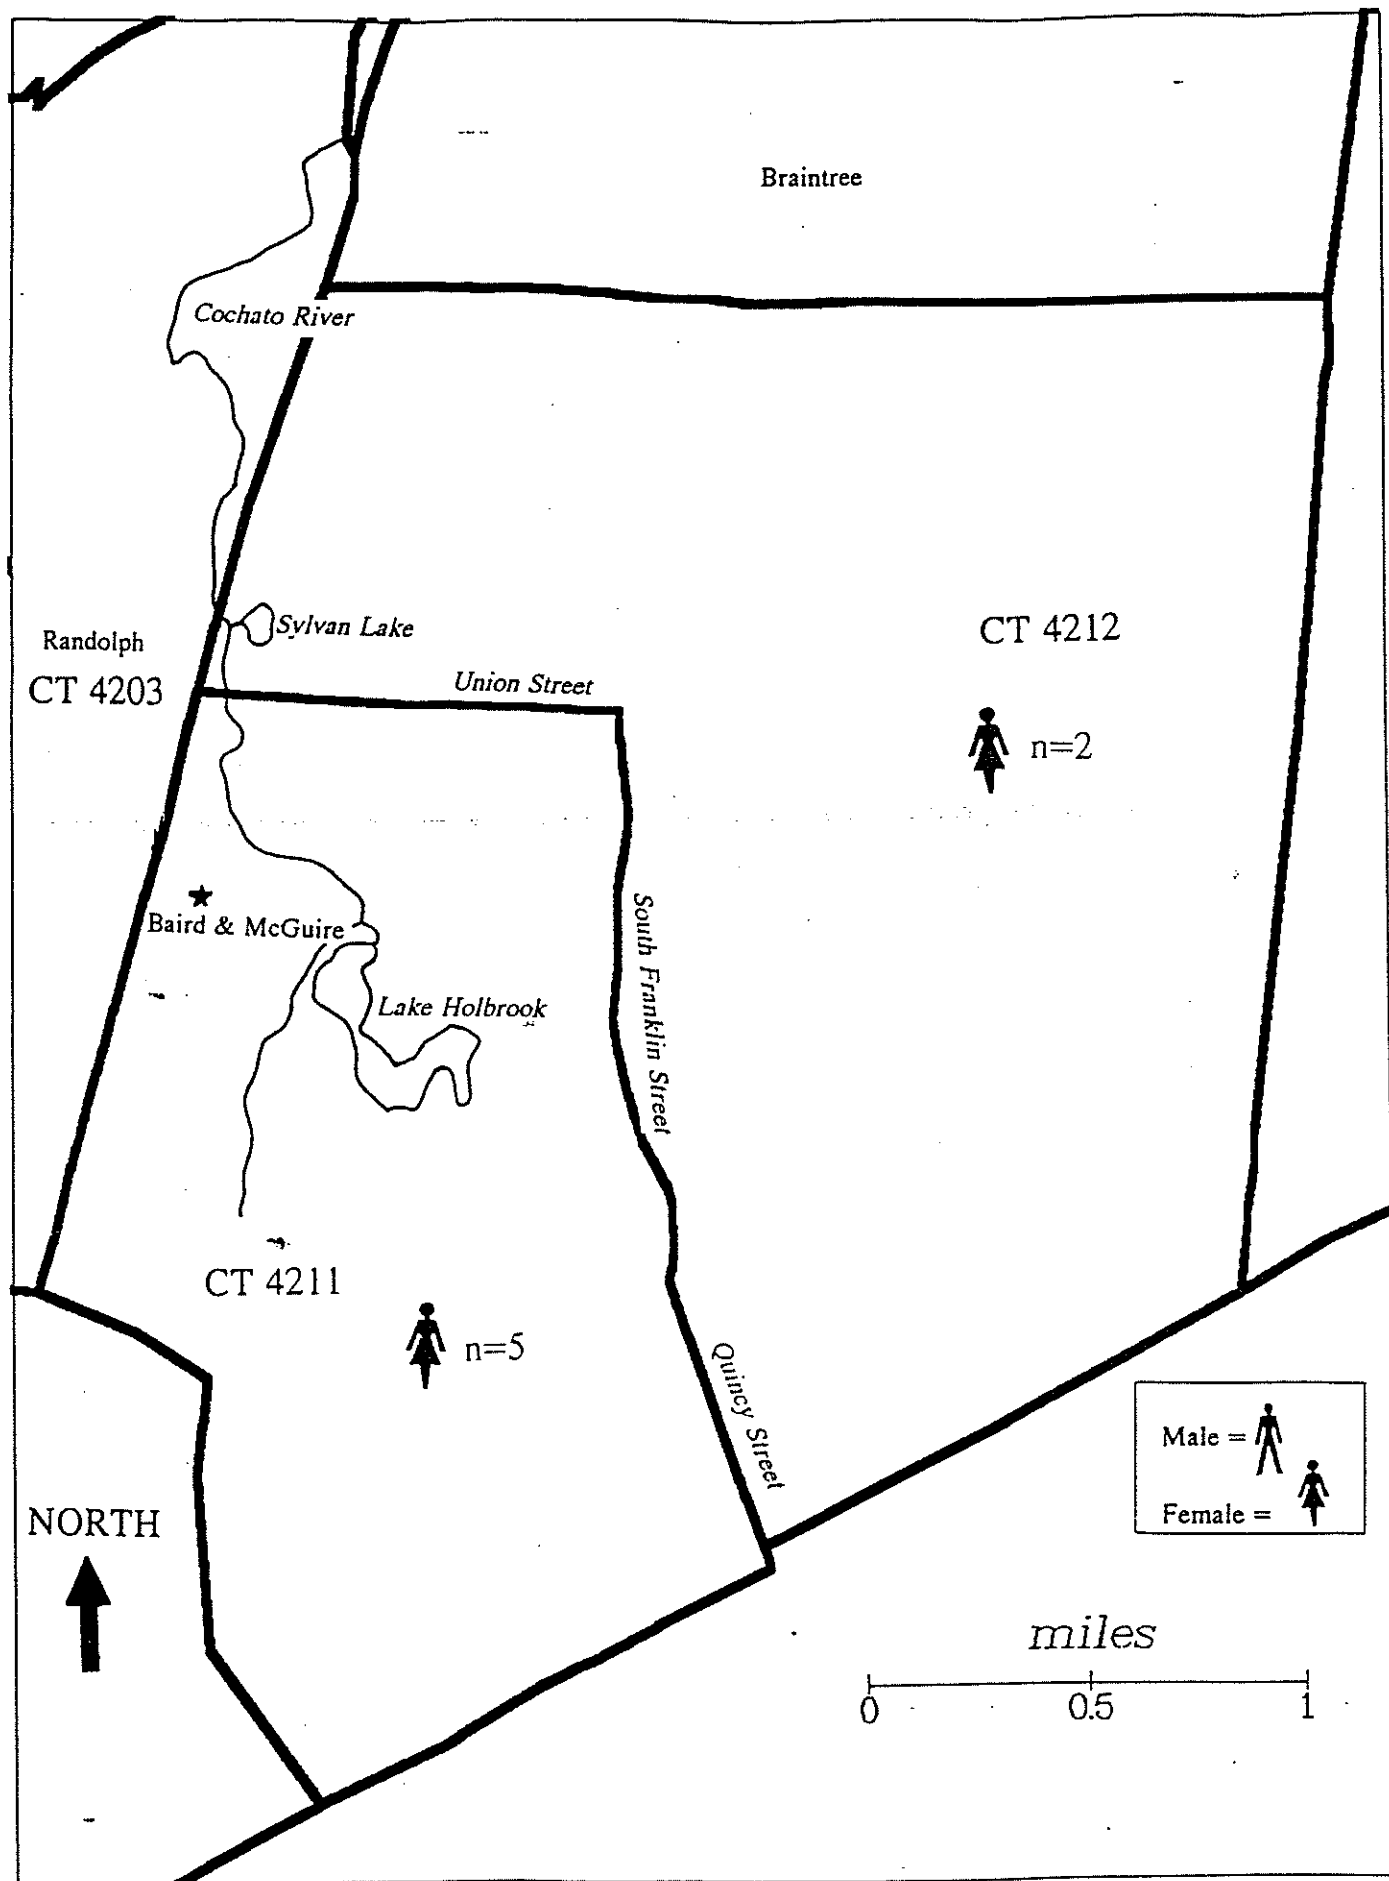 Braintree
Cochato River
Sylvan Lake
Randolph
CT 4203
Union Street
CT 4212
n=2
Baird & McGuire
South Franklin Street
Lake Holbrook
CT 4211
n=5
Quincy Street
Male =
Female =
NORTH
miles
0 0.5 1